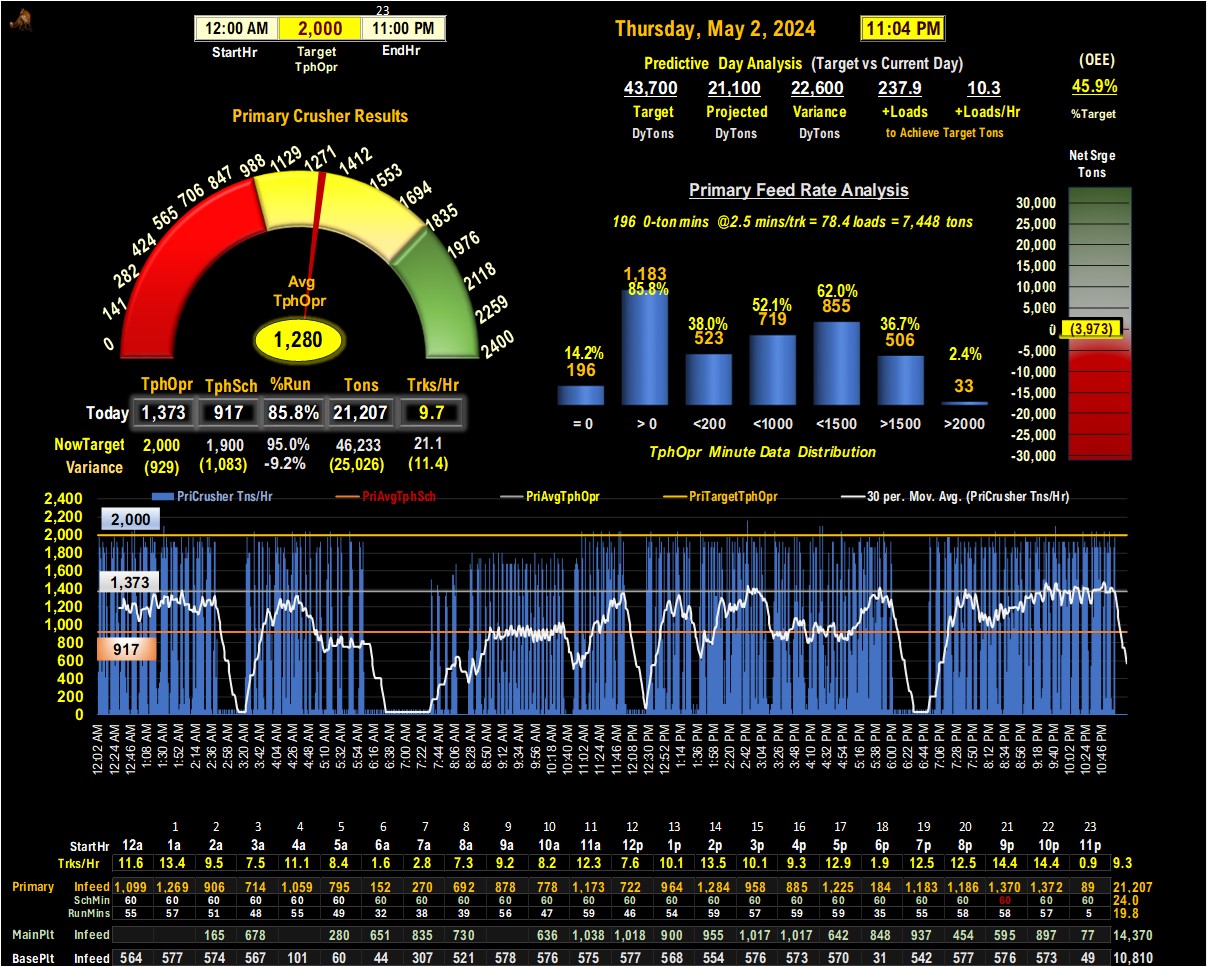 23
12:00 AM 2,000 11:00 PM
StartHr Target TphOpr EndHr
Thursday, May 2, 2024 11:04 PM
Predictive Day Analysis (Target vs Current Day)
43,700 21,100 22,600 237.9 10.3
Target Projected Variance +Loads +Loads/Hr
DyTons DyTons DyTons to Achieve Target Tons
(OEE)
45.9%
%Target
Primary Crusher Results
0 141 282 424 565 706 847 988 1129 1271 1412 1553 1694 1835 1976 2118 2259 2400
Avg
TphOpr
1,280
TphOpr TphSch %Run Tons Trks/Hr
Today 1,373 917 85.8% 21,207 9.7
NowTarget 2,000 1,900 95.0% 46,233 21.1
Variance (929) (1,083) -9.2% (25,026) (11.4)
Primary Feed Rate Analysis
196 0-ton mins @2.5 mins/trk = 78.4 loads = 7,448 tons
14.2% 85.8% 38.0% 52.1% 62.0% 36.7% 2.4%
196 1,183 523 719 855 506 33
= 0 > 0 <200 <1000 <1500 >1500 >2000
TphOpr Minute Data Distribution
Net Srge
Tons
30,000
25,000
20,000
15,000
10,000
5,000
0 (3,973)
-5,000
-10,000
-15,000
-20,000
-25,000
-30,000
PriCrusher Tns/Hr PriAvgTphSch PriAvgTphOpr PriTargetTphOpr 30 per. Mov. Avg. (PriCrusher Tns/Hr)
2,400
2,200
2,000
1,800
1,600
1,400
1,200
1,000
800
600
400
200
0
2,000
1,373
917
12:02 AM 12:24 AM 12:46 AM 1:08 AM 1:30 AM 1:52 AM 2:14 AM 2:36 AM 2:58 AM 3:20 AM 3:42 AM 4:04 AM 4:26 AM 4:48 AM 5:10 AM 5:32 AM 5:54 AM 6:16 AM 6:38 AM 7:00 AM 7:22 AM 7:44 AM 8:06 AM 8:28 AM 8:50 AM 9:12 AM 9:34 AM 9:56 AM 10:18 AM 10:40 AM 11:02 AM 11:24 AM 11:46 AM 12:08 PM 12:30 PM 12:52 PM 1:14 PM 1:36 PM 1:58 PM 2:20 PM 2:42 PM 3:04 PM 3:26 PM 3:48 PM 4:10 PM 4:32 PM 4:54 PM 5:16 PM 5:38 PM 6:00 PM 6:22 PM 6:44 PM 7:06 PM 7:28 PM 7:50 PM 8:12 PM 8:34 PM 8:56 PM 9:18 PM 9:40 PM 10:02 PM 10:24 PM 10:46 PM
1 2 3 4 5 6 7 8 9 10 11 12 13 14 15 16 17 18 19 20 21 22 23
StartHr 12a 1a 2a 3a 4a 5a 6a 7a 8a 9a 10a 11a 12p 1p 2p 3p 4p 5p 6p 7p 8p 9p 10p 11p
Trks/Hr 11.6 13.4 9.5 7.5 11.1 8.4 1.6 2.8 7.3 9.2 8.2 12.3 7.6 10.1 13.5 10.1 9.3 12.9 1.9 12.5 12.5 14.4 14.4 0.9 9.3
Primary Infeed 1,099 1,269 906 714 1,059 795 152 270 692 878 778 1,173 722 964 1,284 958 885 1,225 184 1,183 1,186 1,370 1,372 89 21,207
SchMin 60 60 60 60 60 60 60 60 60 60 60 60 60 60 60 60 60 60 60 60 60 60 60 60 24.0
RunMins 55 57 51 48 55 49 32 38 39 56 47 59 46 54 59 57 59 59 35 55 58 58 57 5 19.8
MainPlt Infeed 165 678 280 651 835 730 636 1,038 1,018 900 955 1,017 1,017 642 848 937 454 595 897 77 14,370
BasePlt Infeed 564 577 574 567 101 60 44 307 521 578 576 575 577 568 554 576 573 570 31 542 577 576 573 49 10,810